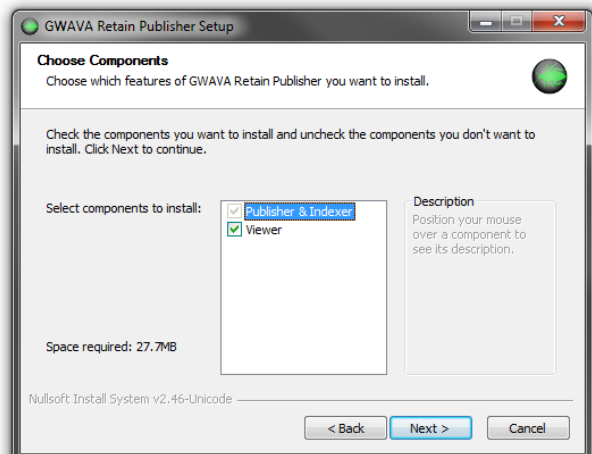 GWAVA Retain Publisher Setup
Choose Components
Choose which features of GWAVA Retain Publisher you want to install.
Check the components you want to install and uncheck the components you don't want to
install. Click Next to continue.
Select components to install:
Publisher & Indexer
Viewer
Description
Position your mouse
over a component to
see its description.
Space required: 27.7MB
Nullsoft Install System v2.46-Unicode
< Back
Next >
Cancel